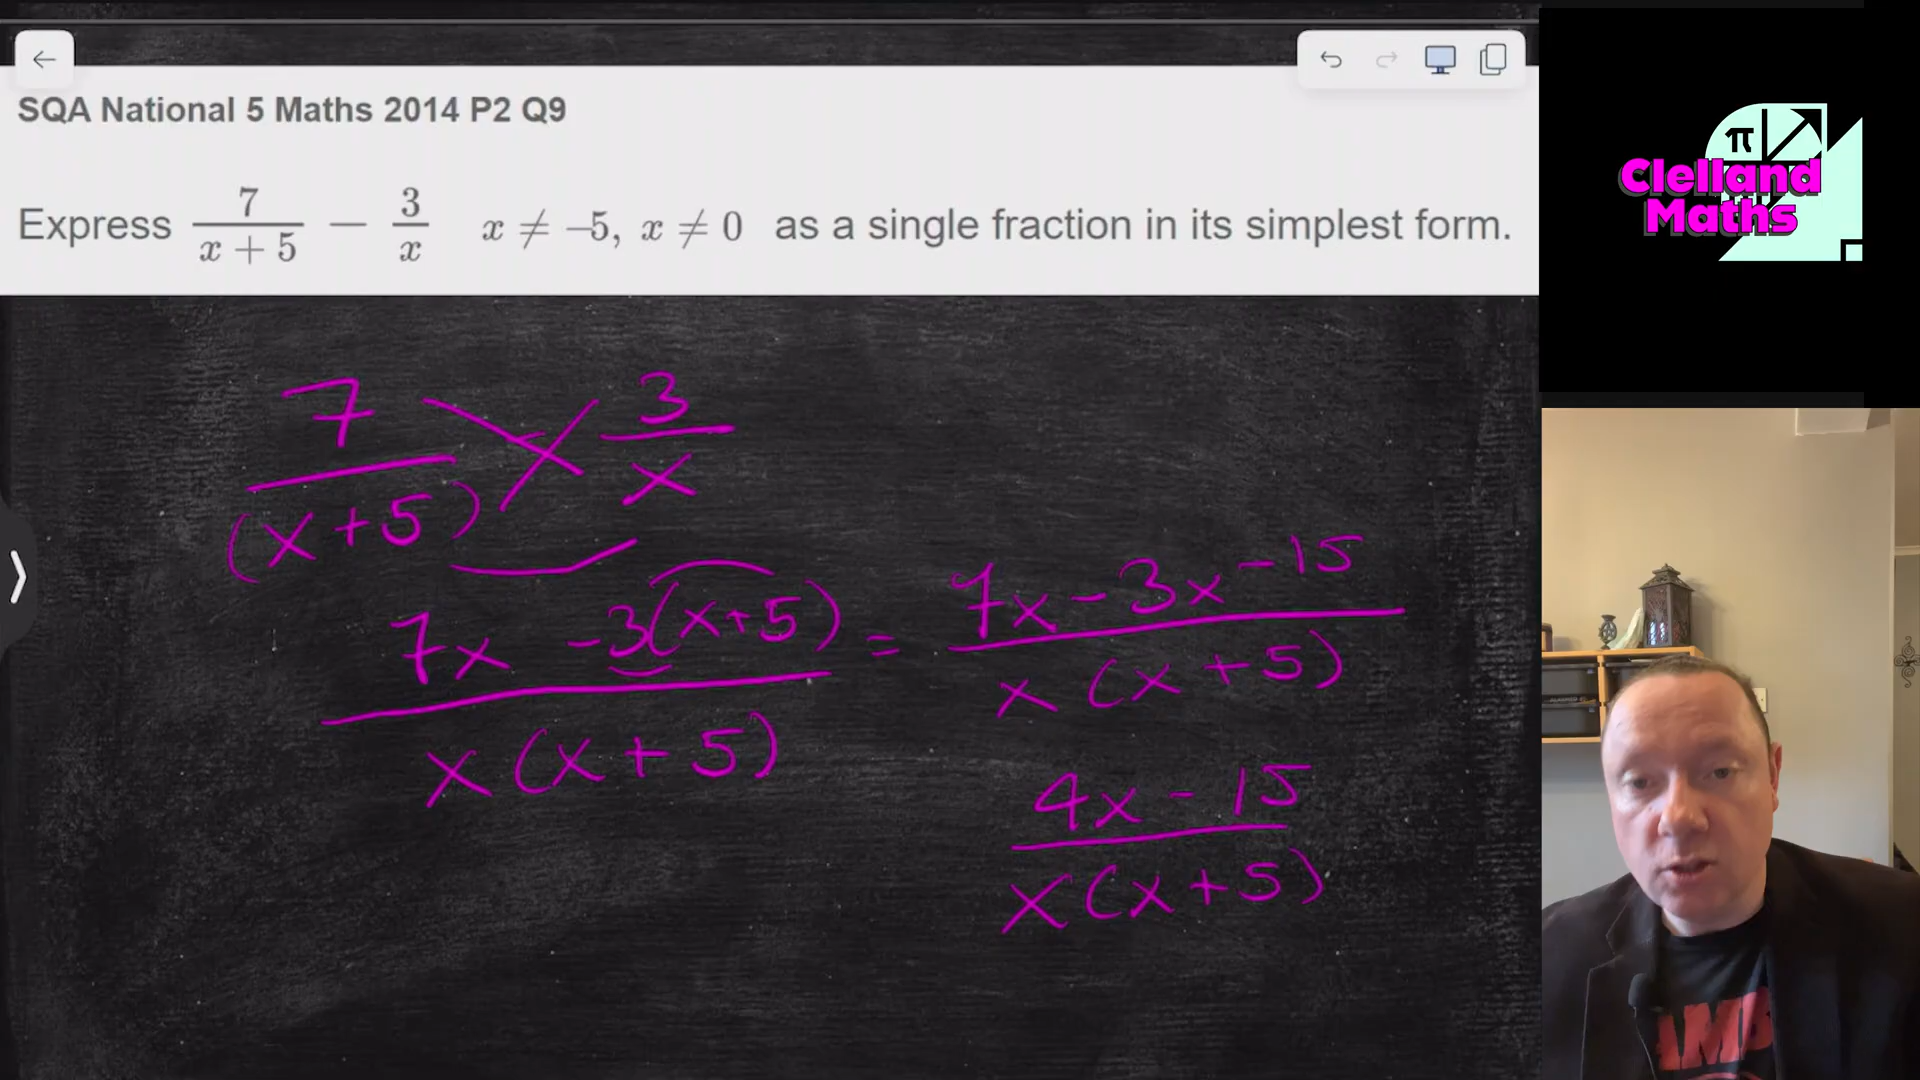 SQA National 5 Maths 2014 P2 Q9
Express 7/(x + 5) − 3/x x ≠ −5, x ≠ 0 as a single fraction in its simplest form.
π
Clelland
Maths
7/(x+5) 3/x
(7x -3(x+5))/(x(x+5)) = (7x-3x-15)/(x(x+5))
(4x-15)/(x(x+5))